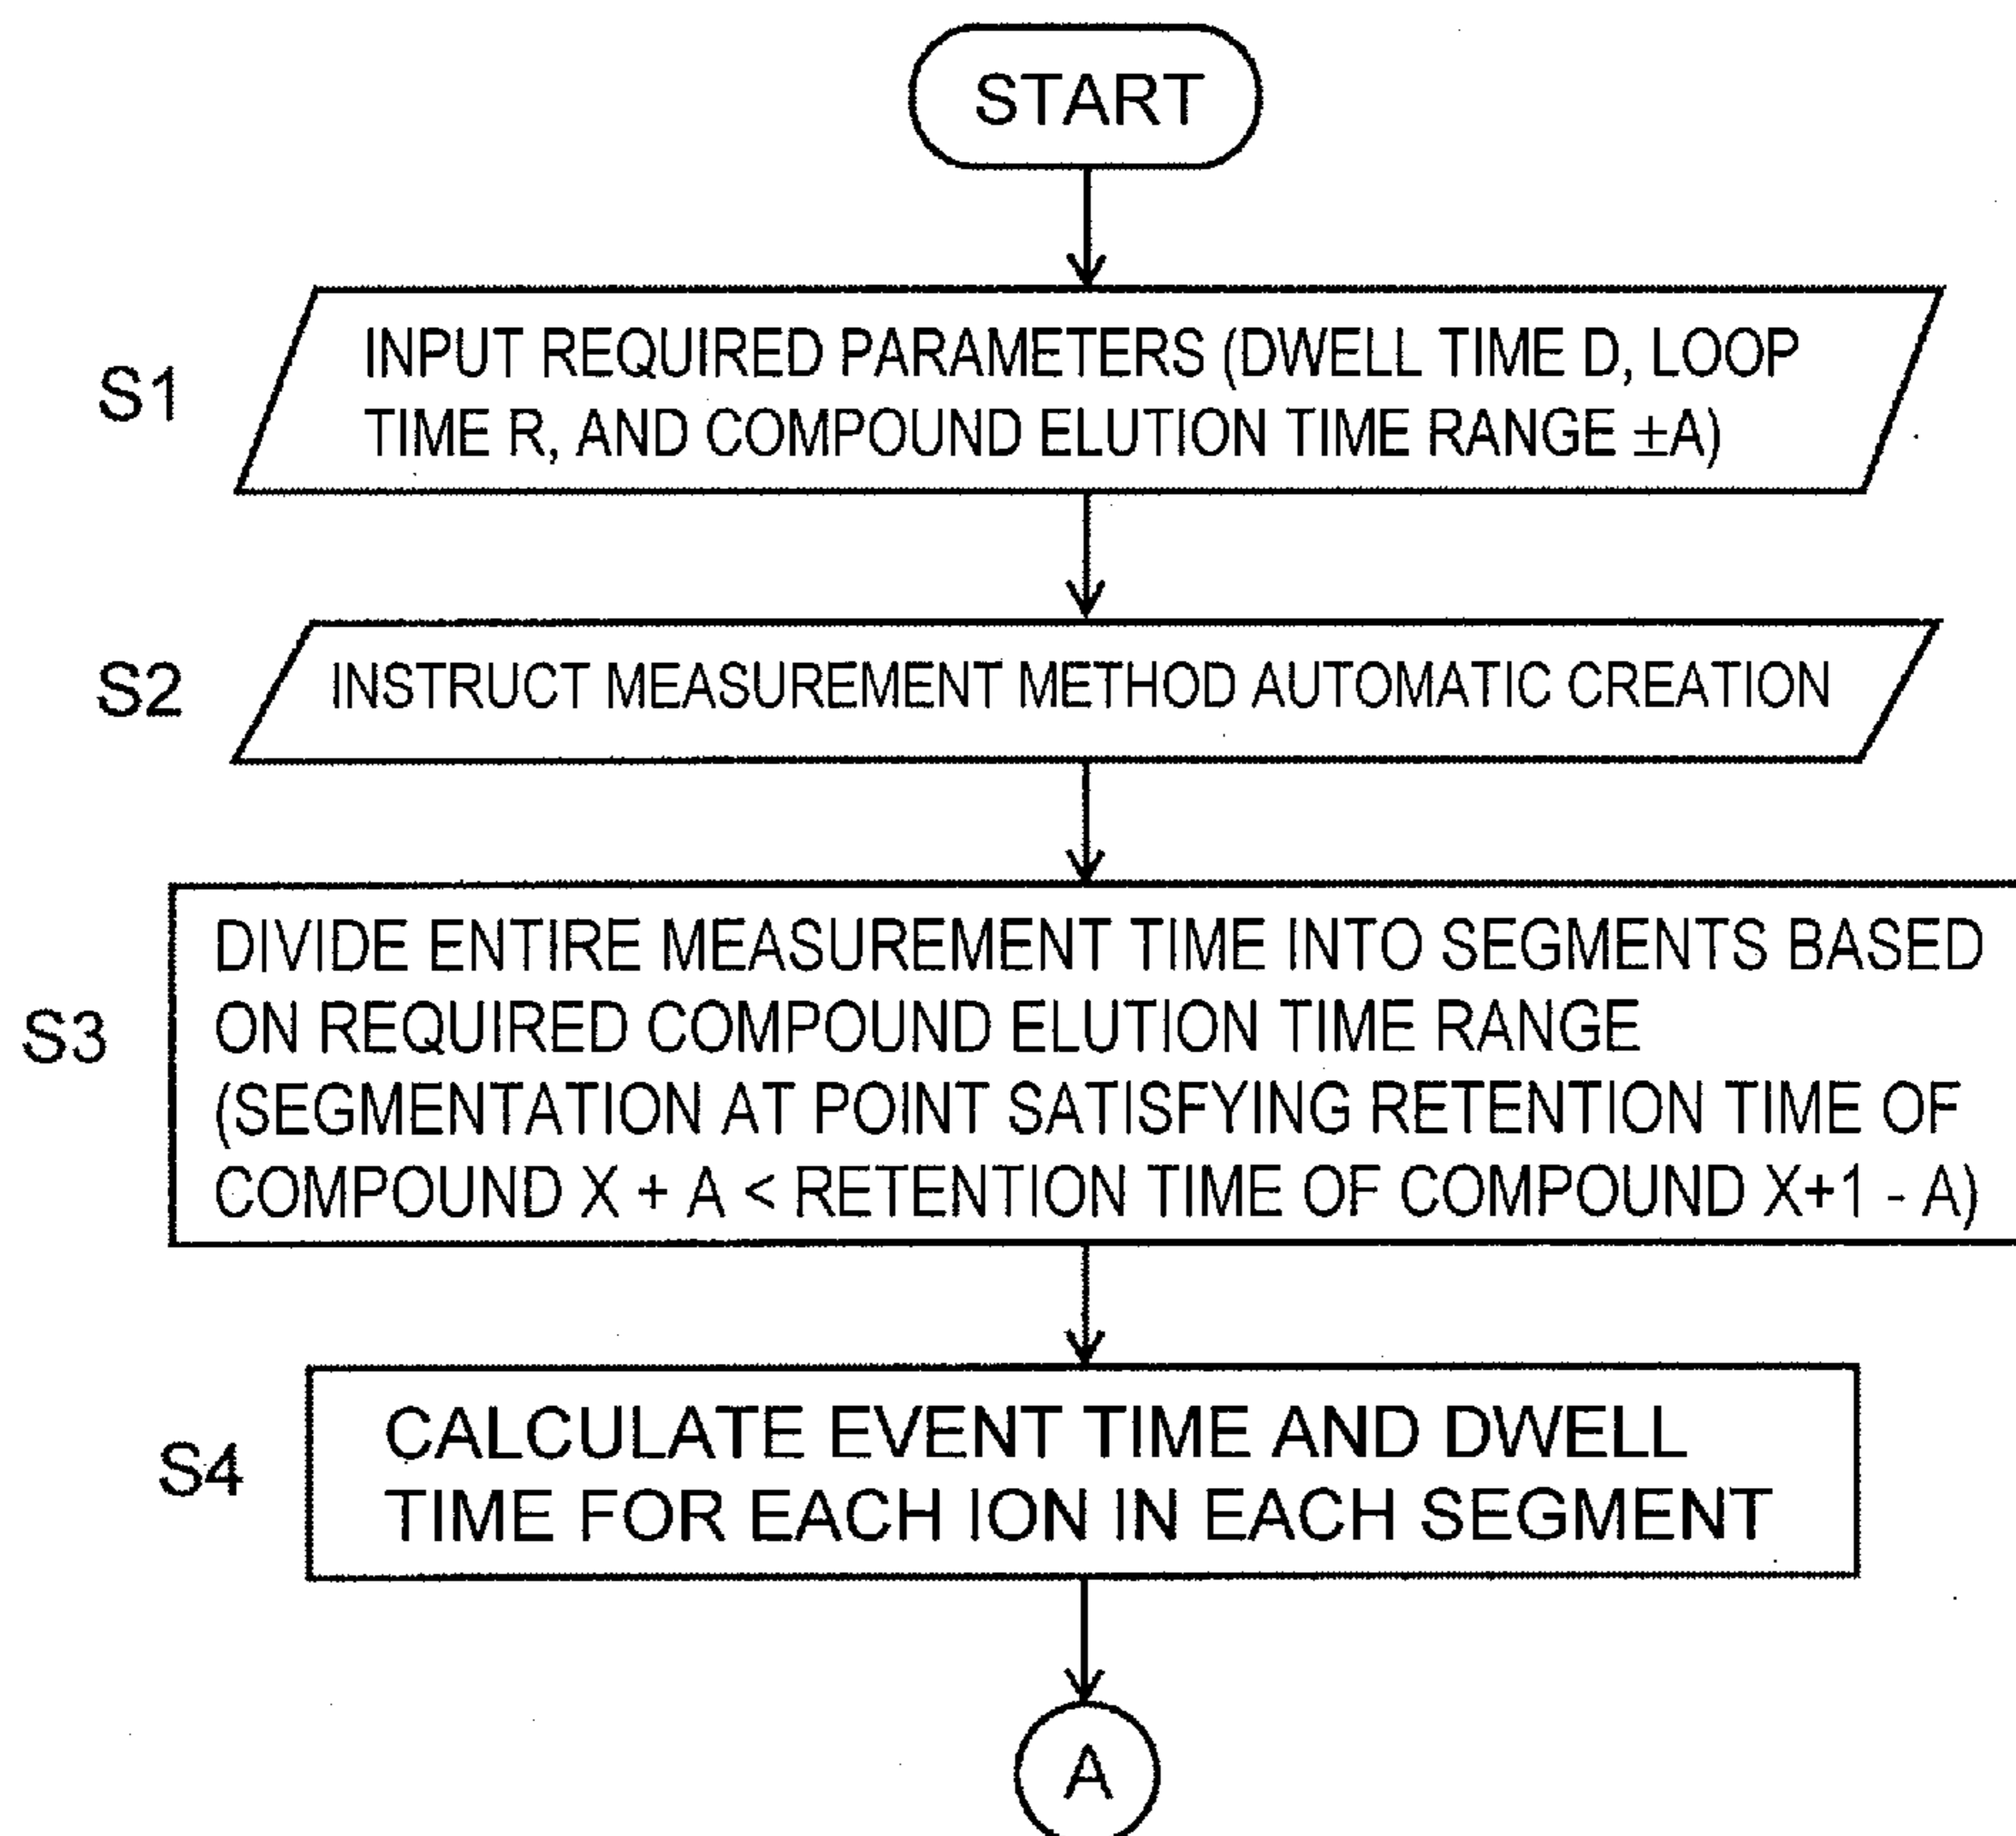 START
S1
INPUT REQUIRED PARAMETERS (DWELL TIME D, LOOP
TIME R, AND COMPOUND ELUTION TIME RANGE ±A)
S2
INSTRUCT MEASUREMENT METHOD AUTOMATIC CREATION
S3
DIVIDE ENTIRE MEASUREMENT TIME INTO SEGMENTS BASED
ON REQUIRED COMPOUND ELUTION TIME RANGE
(SEGMENTATION AT POINT SATISFYING RETENTION TIME OF
COMPOUND X + A < RETENTION TIME OF COMPOUND X+1 - A)
S4
CALCULATE EVENT TIME AND DWELL
TIME FOR EACH ION IN EACH SEGMENT
A